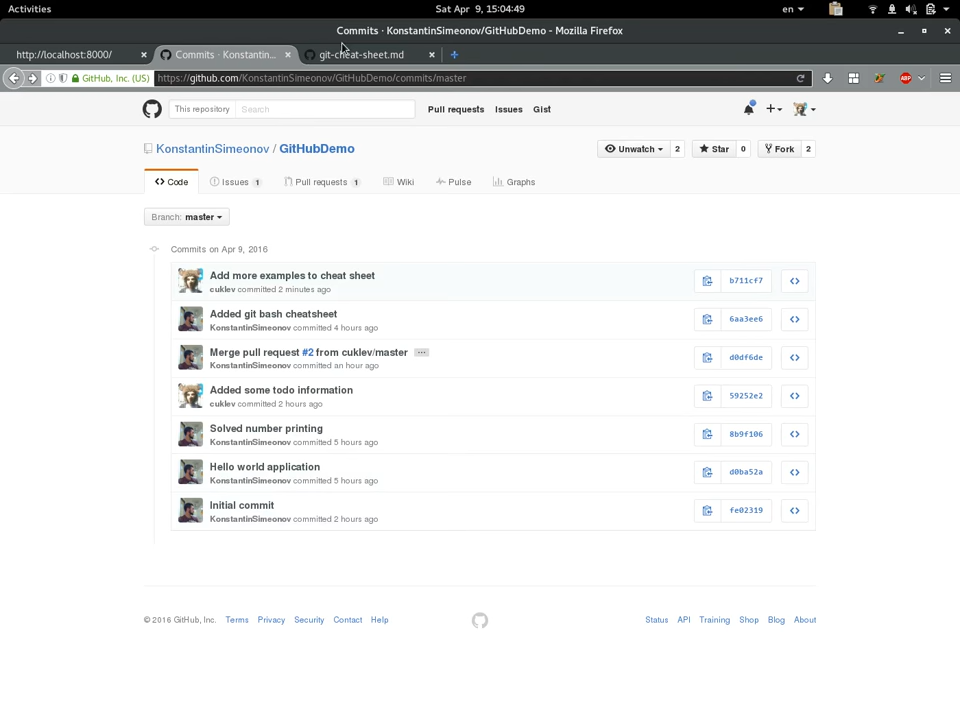 Activities
Sat Apr 9, 15:04:49
en
Commits · KonstantinSimeonov/GitHubDemo - Mozilla Firefox
http://localhost:8000/
Commits · Konstantin...
git-cheat-sheet.md
GitHub, Inc. (US)
https://github.com/KonstantinSimeonov/GitHubDemo/commits/master
ABP
This repository
Search
Pull requests
Issues
Gist
KonstantinSimeonov / GitHubDemo
Unwatch
2
Star
0
Fork
2
Code
Issues 1
Pull requests 1
Wiki
Pulse
Graphs
Branch: master
Commits on Apr 9, 2016
Add more examples to cheat sheet
cuklev committed 2 minutes ago
b711cf7
Added git bash cheatsheet
KonstantinSimeonov committed 4 hours ago
6aa3ee6
Merge pull request #2 from cuklev/master
KonstantinSimeonov committed an hour ago
d0df6de
Added some todo information
cuklev committed 2 hours ago
59252e2
Solved number printing
KonstantinSimeonov committed 5 hours ago
8b9f106
Hello world application
KonstantinSimeonov committed 5 hours ago
d0ba52a
Initial commit
KonstantinSimeonov committed 2 hours ago
fe02319
© 2016 GitHub, Inc.
Terms
Privacy
Security
Contact
Help
Status
API
Training
Shop
Blog
About